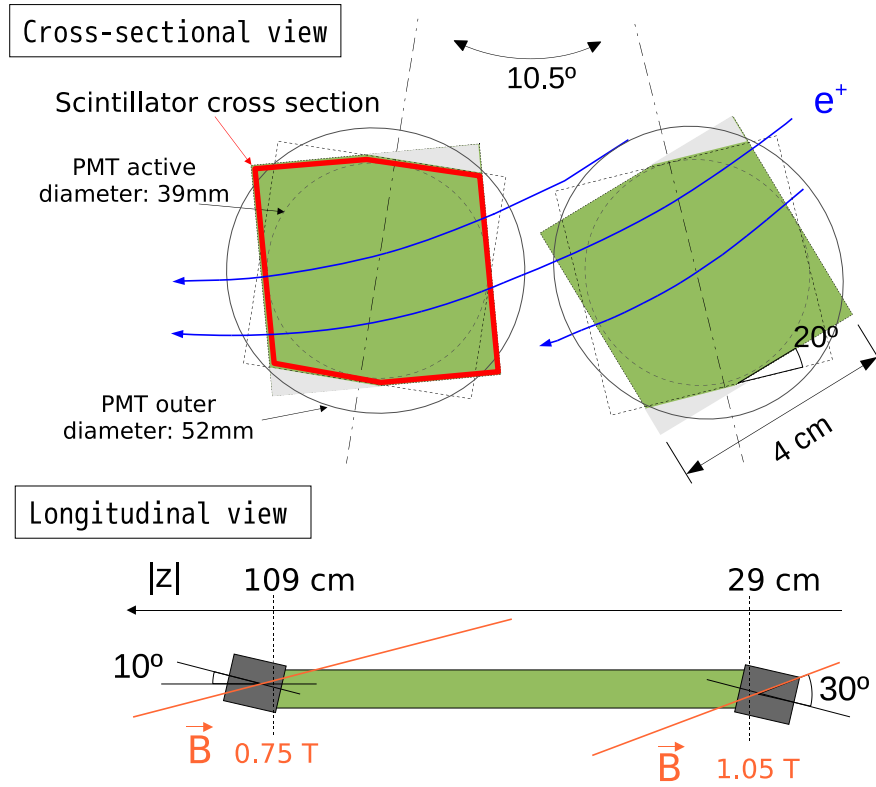 Cross-sectional view
10.5º
e+
Scintillator cross section
PMT active
diameter: 39mm
20º
PMT outer
diameter: 52mm
4 cm
Longitudinal view
|z|
109 cm
29 cm
10º
30º
B
0.75 T
B
1.05 T